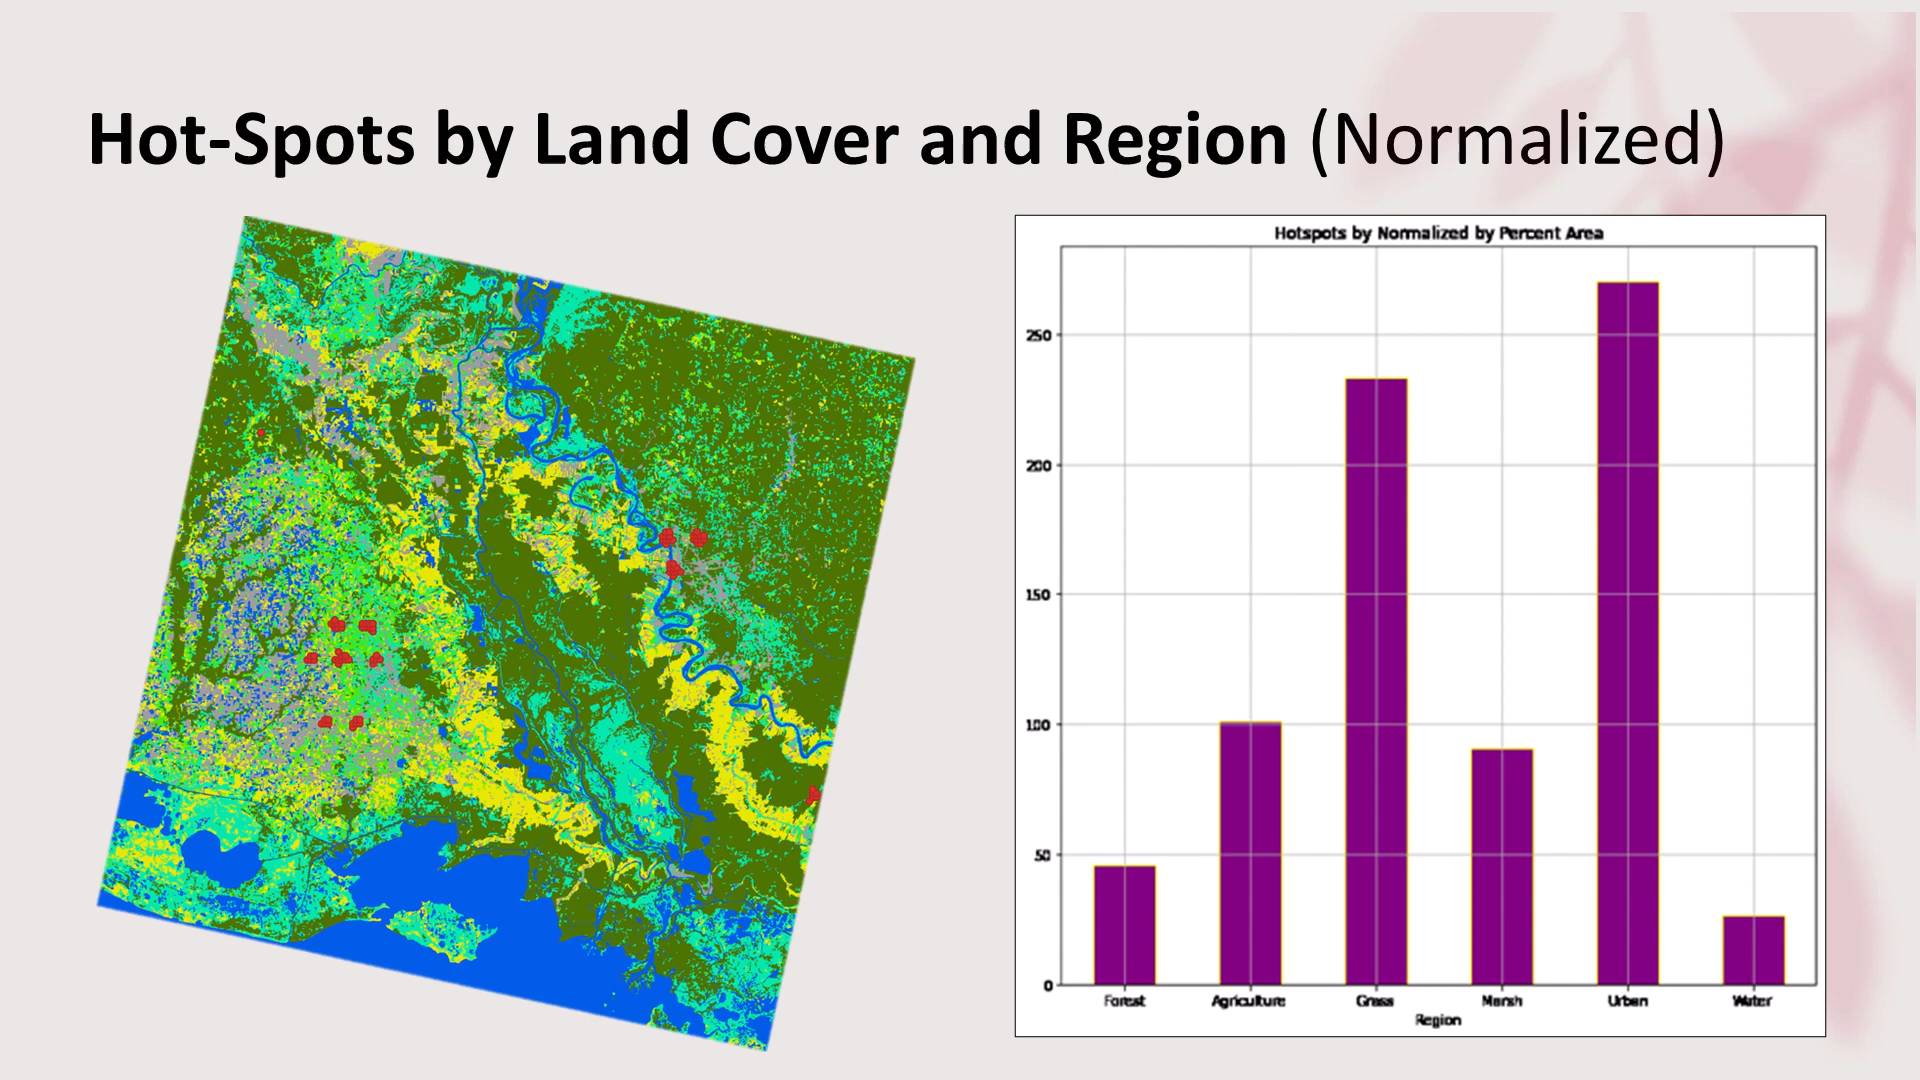 Hot-Spots by Land Cover and Region (Normalized)
Hotspots by Normalized by Percent Area
250
200
150
100
50
0
Forest Agriculture Grass Marsh Urban Water
Region